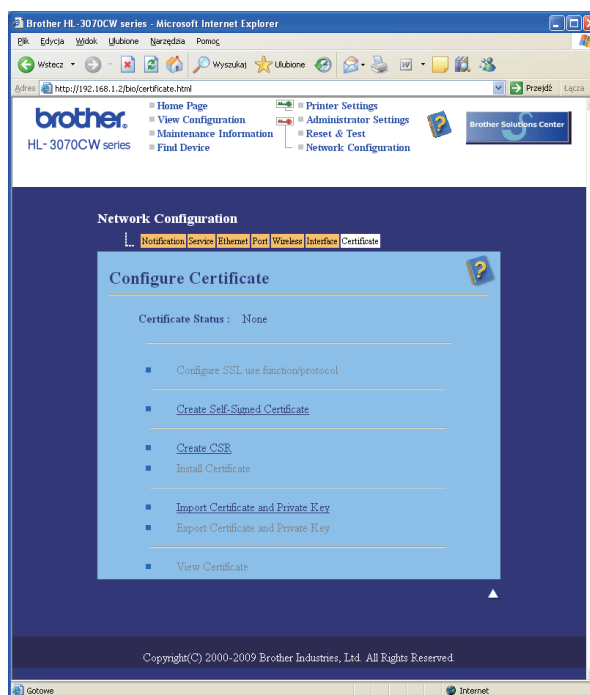 Brother HL-3070CW series - Microsoft Internet Explorer
Plik Edycja Widok Ulubione Narzędzia Pomoc
Wstecz Wyszukaj Ulubione
Adres http://192.168.1.2/bio/certificate.html Przejdź Łącza
brother.
HL-3070CW series
Home Page
View Configuration
Maintenance Information
Find Device
Printer Settings
Administrator Settings
Reset & Test
Network Configuration
Brother Solutions Center
Network Configuration
Notification Service Ethernet Port Wireless Interface Certificate
Configure Certificate
Certificate Status : None
Configure SSL use function/protocol
Create Self-Signed Certificate
Create CSR
Install Certificate
Import Certificate and Private Key
Export Certificate and Private Key
View Certificate
Copyright(C) 2000-2009 Brother Industries, Ltd. All Rights Reserved.
Gotowe Internet